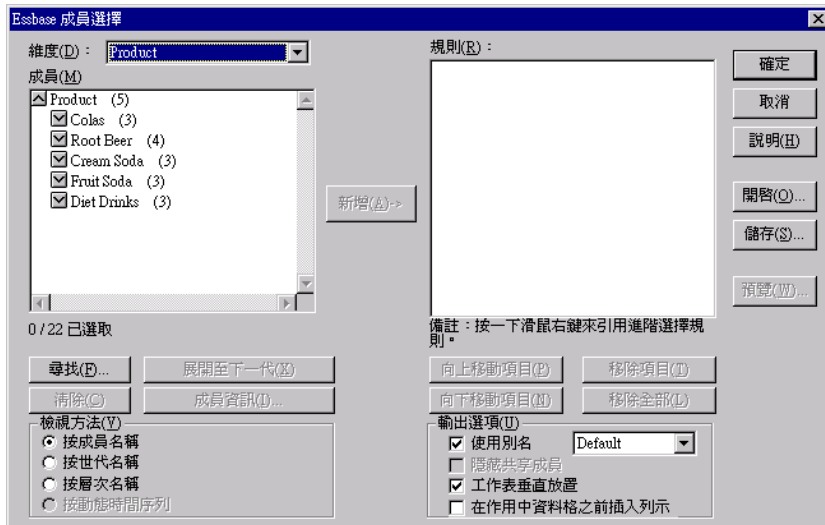 Essbase 成員選擇
維度(D)：
Product
成員(M)
Product (5)
Colas (3)
Root Beer (4)
Cream Soda (3)
Fruit Soda (3)
Diet Drinks (3)
0 / 22 已選取
新增(A)->
規則(R)：
備註：按一下滑鼠右鍵來引用進階選擇規
則。
確定
取消
說明(H)
開啓(O)...
儲存(S)...
預覽(W)...
尋找(F)...
展開至下一代(X)
清除(C)
成員資訊(I)...
向上移動項目(P)
移除項目(T)
向下移動項目(N)
移除全部(L)
檢視方法(V)
按成員名稱
按世代名稱
按層次名稱
按動態時間序列
輸出選項(U)
使用別名
Default
隱藏共享成員
工作表垂直放置
在作用中資料格之前插入列示